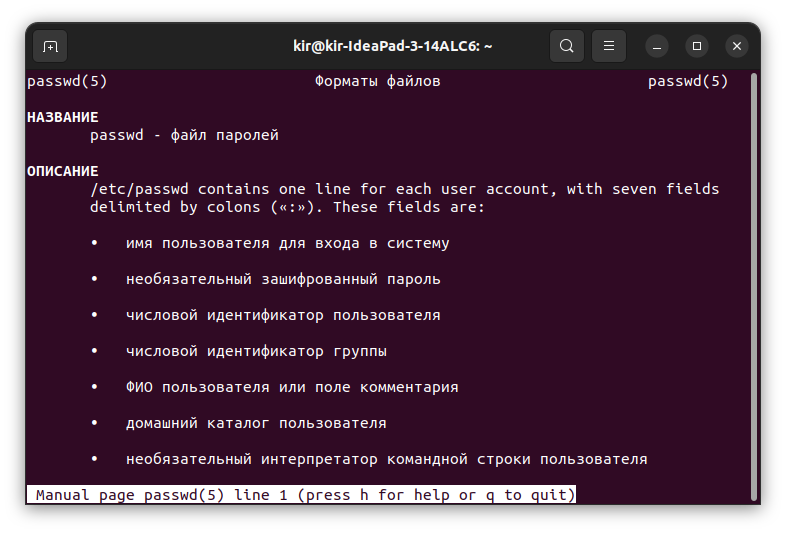 kir@kir-IdeaPad-3-14ALC6: ~
passwd(5) Форматы файлов passwd(5)
НАЗВАНИЕ
passwd - файл паролей
ОПИСАНИЕ
/etc/passwd contains one line for each user account, with seven fields
delimited by colons («:»). These fields are:
• имя пользователя для входа в систему
• необязательный зашифрованный пароль
• числовой идентификатор пользователя
• числовой идентификатор группы
• ФИО пользователя или поле комментария
• домашний каталог пользователя
• необязательный интерпретатор командной строки пользователя
Manual page passwd(5) line 1 (press h for help or q to quit)